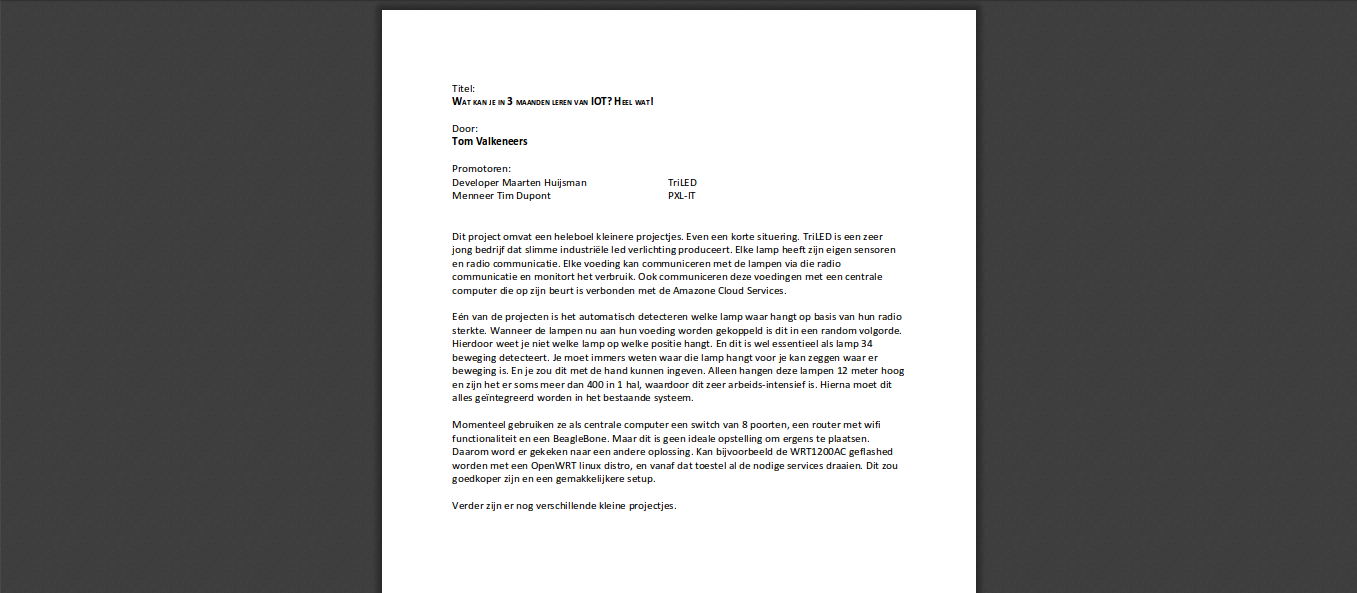 Titel:
Wat kan je in 3 maanden leren van IOT? Heel wat!
Door:
Tom Valkeneers
Promotoren:
Developer Maarten Huijsman TriLED
Menneer Tim Dupont PXL-IT
Dit project omvat een heleboel kleinere projectjes. Even een korte situering. TriLED is een zeer
jong bedrijf dat slimme industriële led verlichting produceert. Elke lamp heeft zijn eigen sensoren
en radio communicatie. Elke voeding kan communiceren met de lampen via die radio
communicatie en monitort het verbruik. Ook communiceren deze voedingen met een centrale
computer die op zijn beurt is verbonden met de Amazone Cloud Services.
Eén van de projecten is het automatisch detecteren welke lamp waar hangt op basis van hun radio
sterkte. Wanneer de lampen nu aan hun voeding worden gekoppeld is dit in een random volgorde.
Hierdoor weet je niet welke lamp op welke positie hangt. En dit is wel essentieel als lamp 34
beweging detecteert. Je moet immers weten waar die lamp hangt voor je kan zeggen waar er
beweging is. En je zou dit met de hand kunnen ingeven. Alleen hangen deze lampen 12 meter hoog
en zijn het er soms meer dan 400 in 1 hal, waardoor dit zeer arbeids-intensief is. Hierna moet dit
alles geïntegreerd worden in het bestaande systeem.
Momenteel gebruiken ze als centrale computer een switch van 8 poorten, een router met wifi
functionaliteit en een BeagleBone. Maar dit is geen ideale opstelling om ergens te plaatsen.
Daarom word er gekeken naar een andere oplossing. Kan bijvoorbeeld de WRT1200AC geflashed
worden met een OpenWRT linux distro, en vanaf dat toestel al de nodige services draaien. Dit zou
goedkoper zijn en een gemakkelijkere setup.
Verder zijn er nog verschillende kleine projectjes.